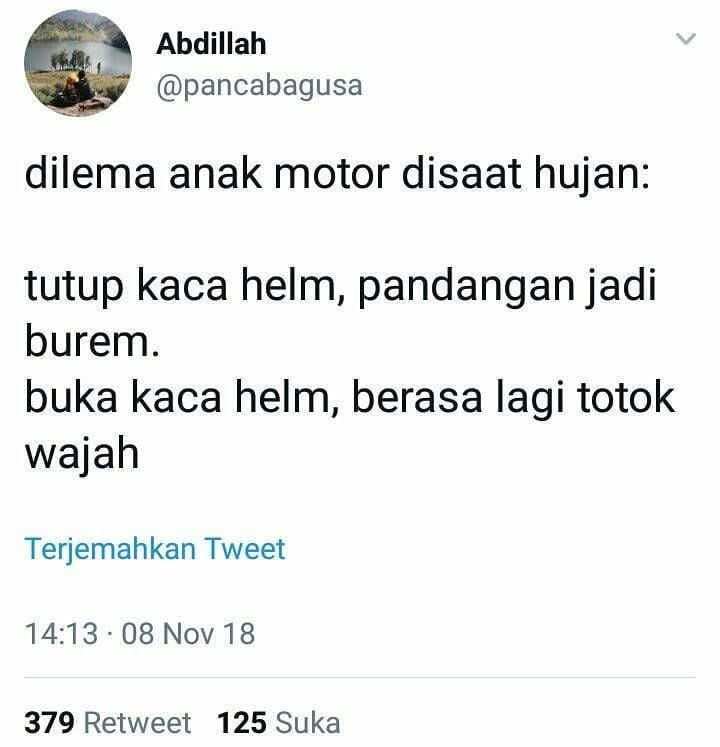 Abdillah
@pancabagusa
dilema anak motor disaat hujan:
tutup kaca helm, pandangan jadi
burem.
buka kaca helm, berasa lagi totok
wajah
Terjemahkan Tweet
14:13 · 08 Nov 18
379 Retweet 125 Suka